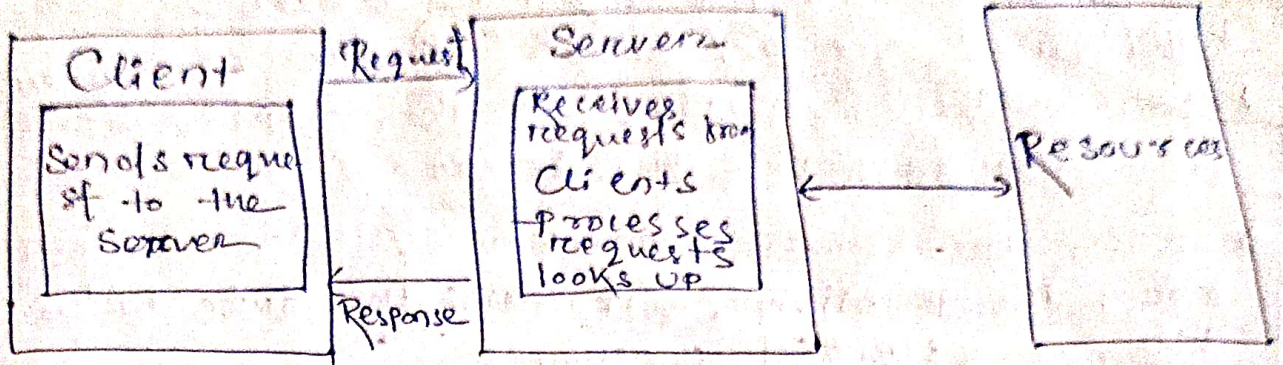 Client
Sends reque
st to the
Server
Request
Server
Receives
requests from
Clients
- Processes
requests
looks up
Response
Resources